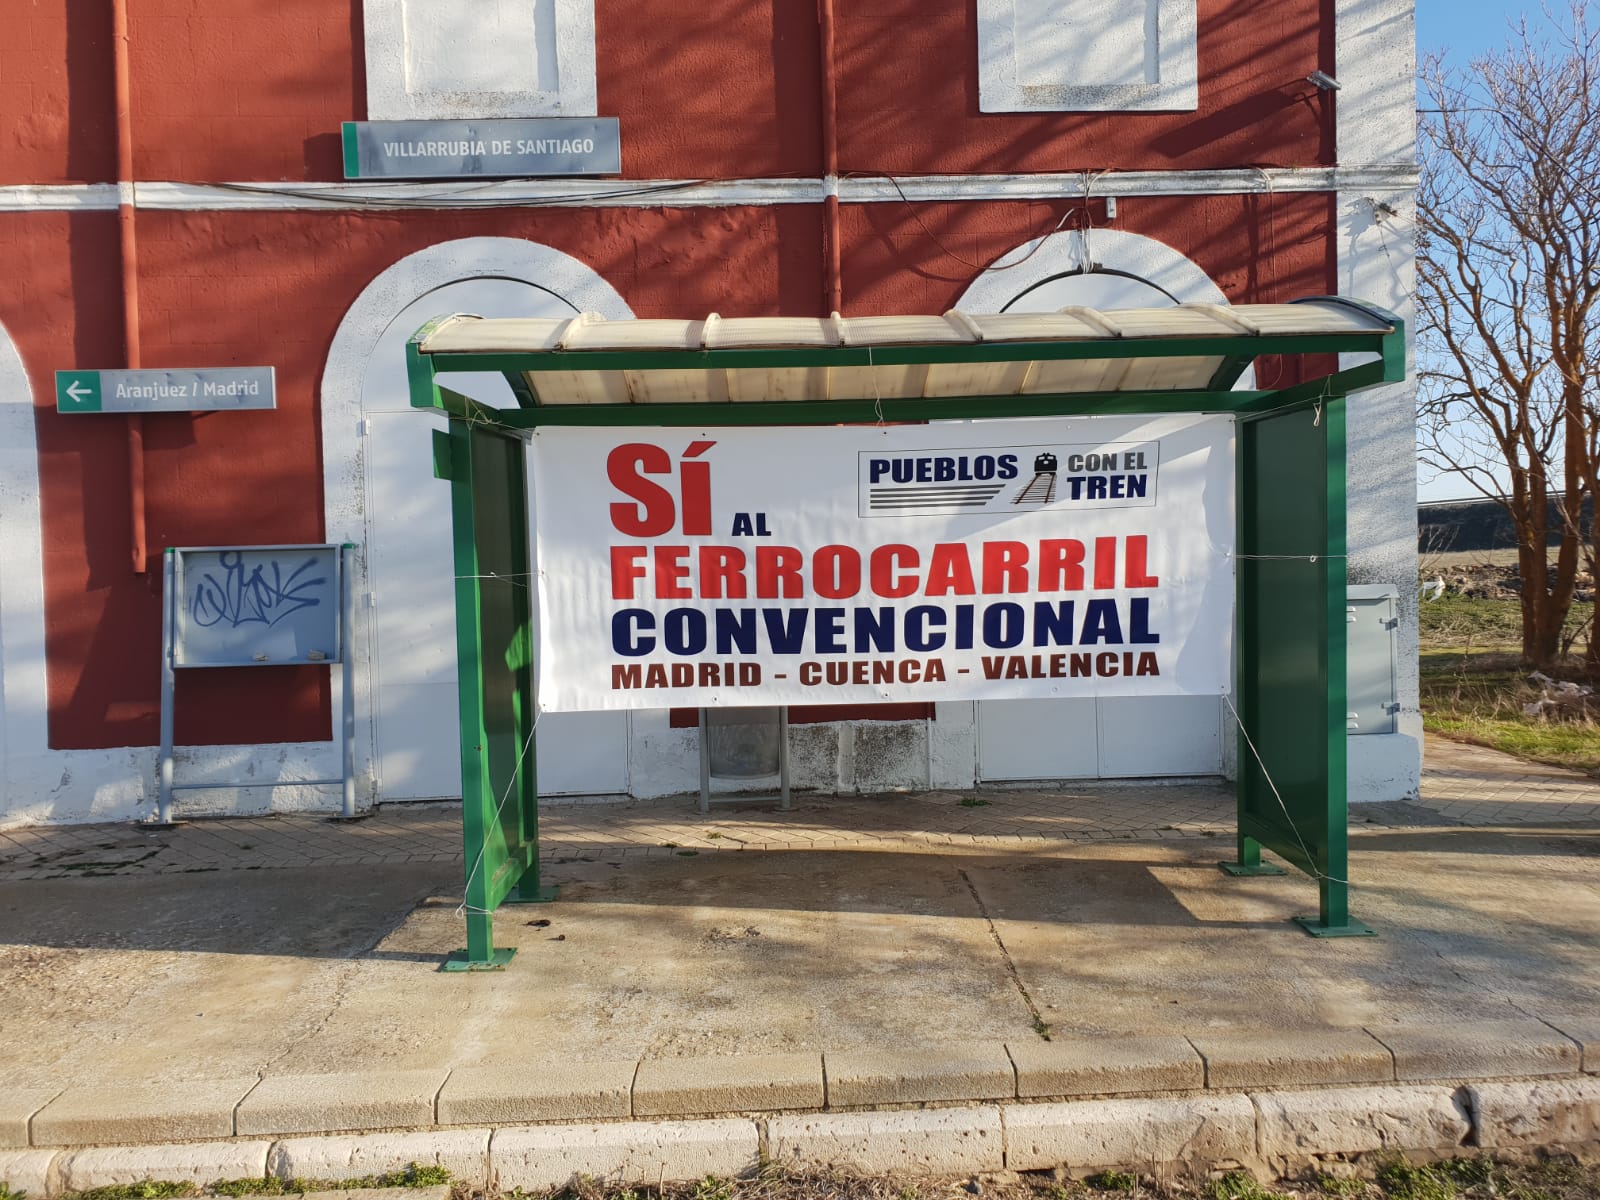 VILLARRUBIA DE SANTIAGO
Aranjuez / Madrid
SÍ AL
FERROCARRIL
CONVENCIONAL
MADRID - CUENCA - VALENCIA
PUEBLOS
CON EL
TREN